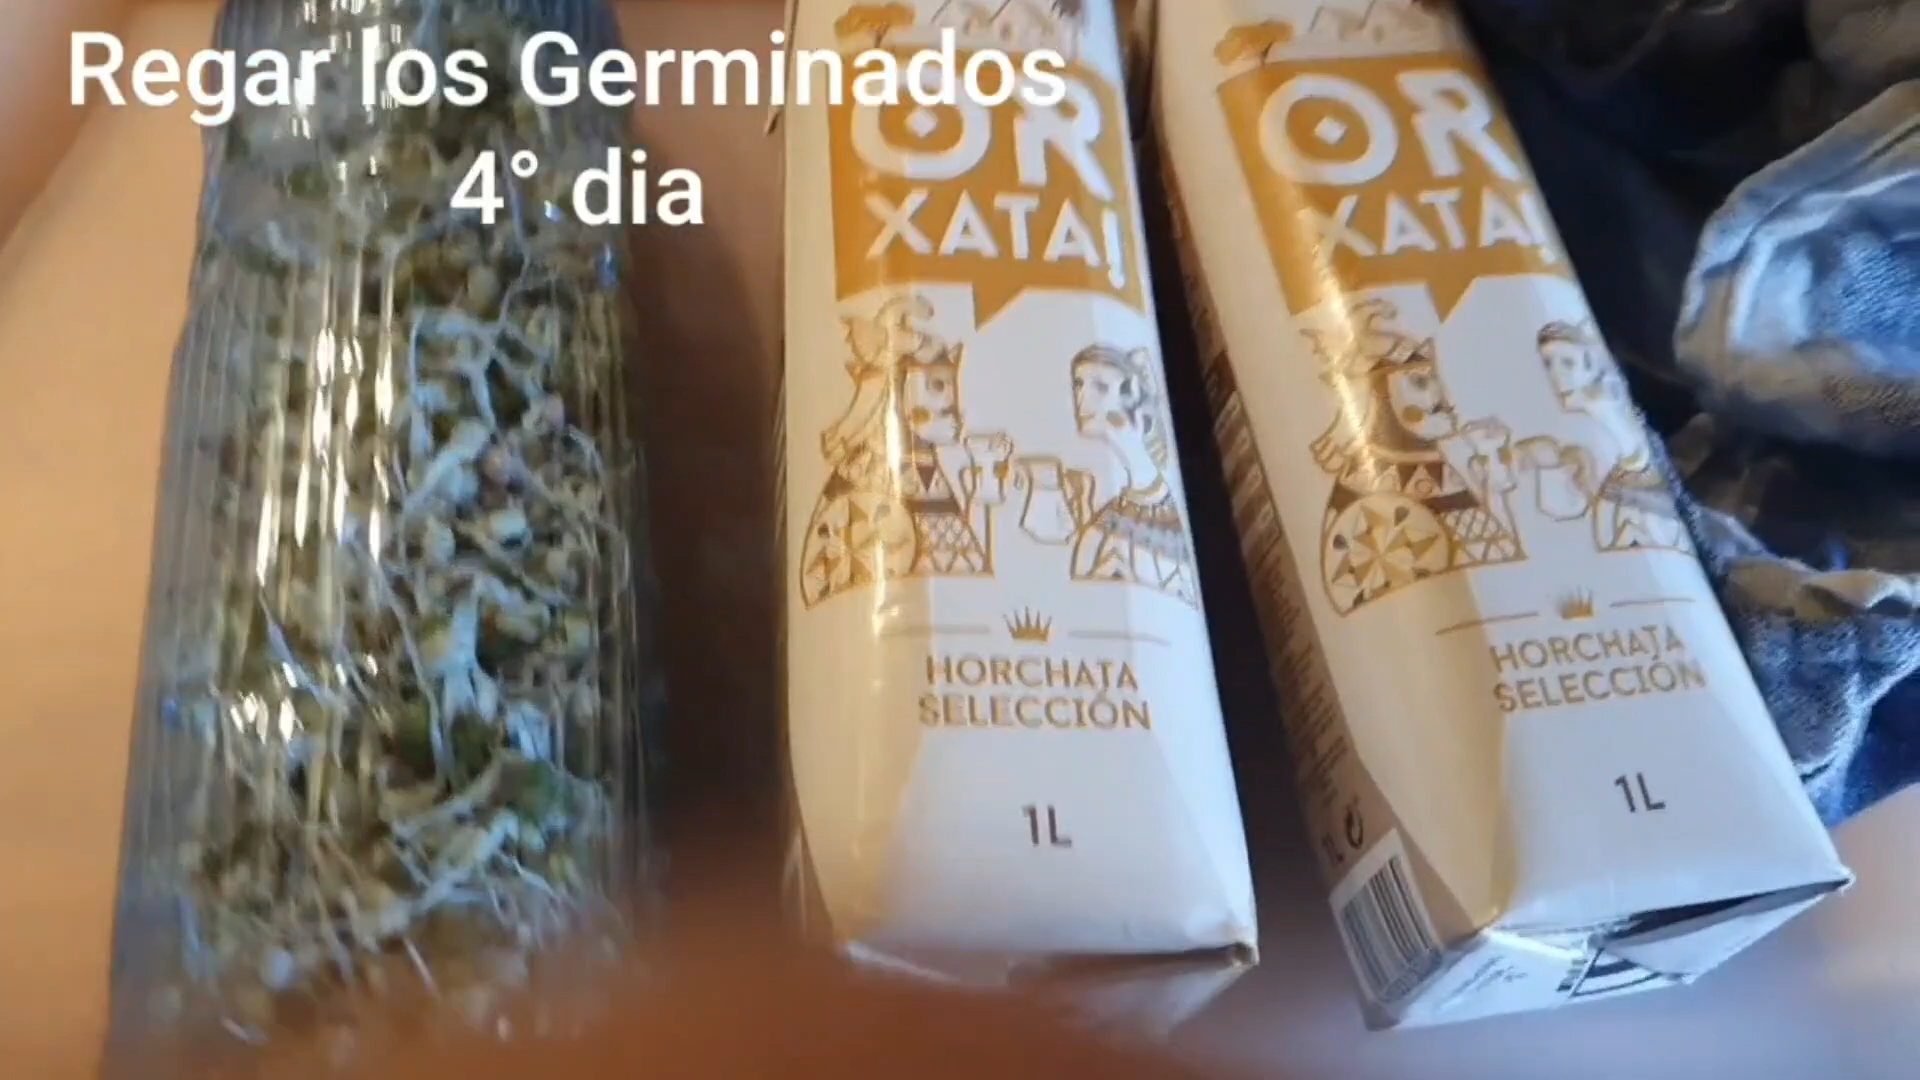 Regar los Germinados
4° dia
OR
XATA!
HORCHATA
SELECCIÓN
1L
OR
XATA!
HORCHATA
SELECCIÓN
1L